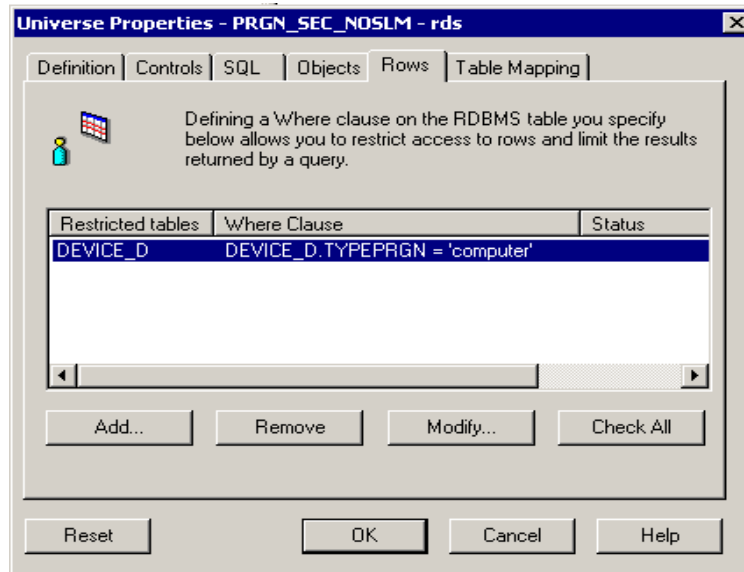 Universe Properties - PRGN_SEC_NOSLM - rds
Definition Controls SQL Objects Rows Table Mapping
Defining a Where clause on the RDBMS table you specify
below allows you to restrict access to rows and limit the results
returned by a query.
Restricted tables Where Clause Status
DEVICE_D DEVICE_D.TYPEPRGN = 'computer'
Add... Remove Modify... Check All
Reset OK Cancel Help